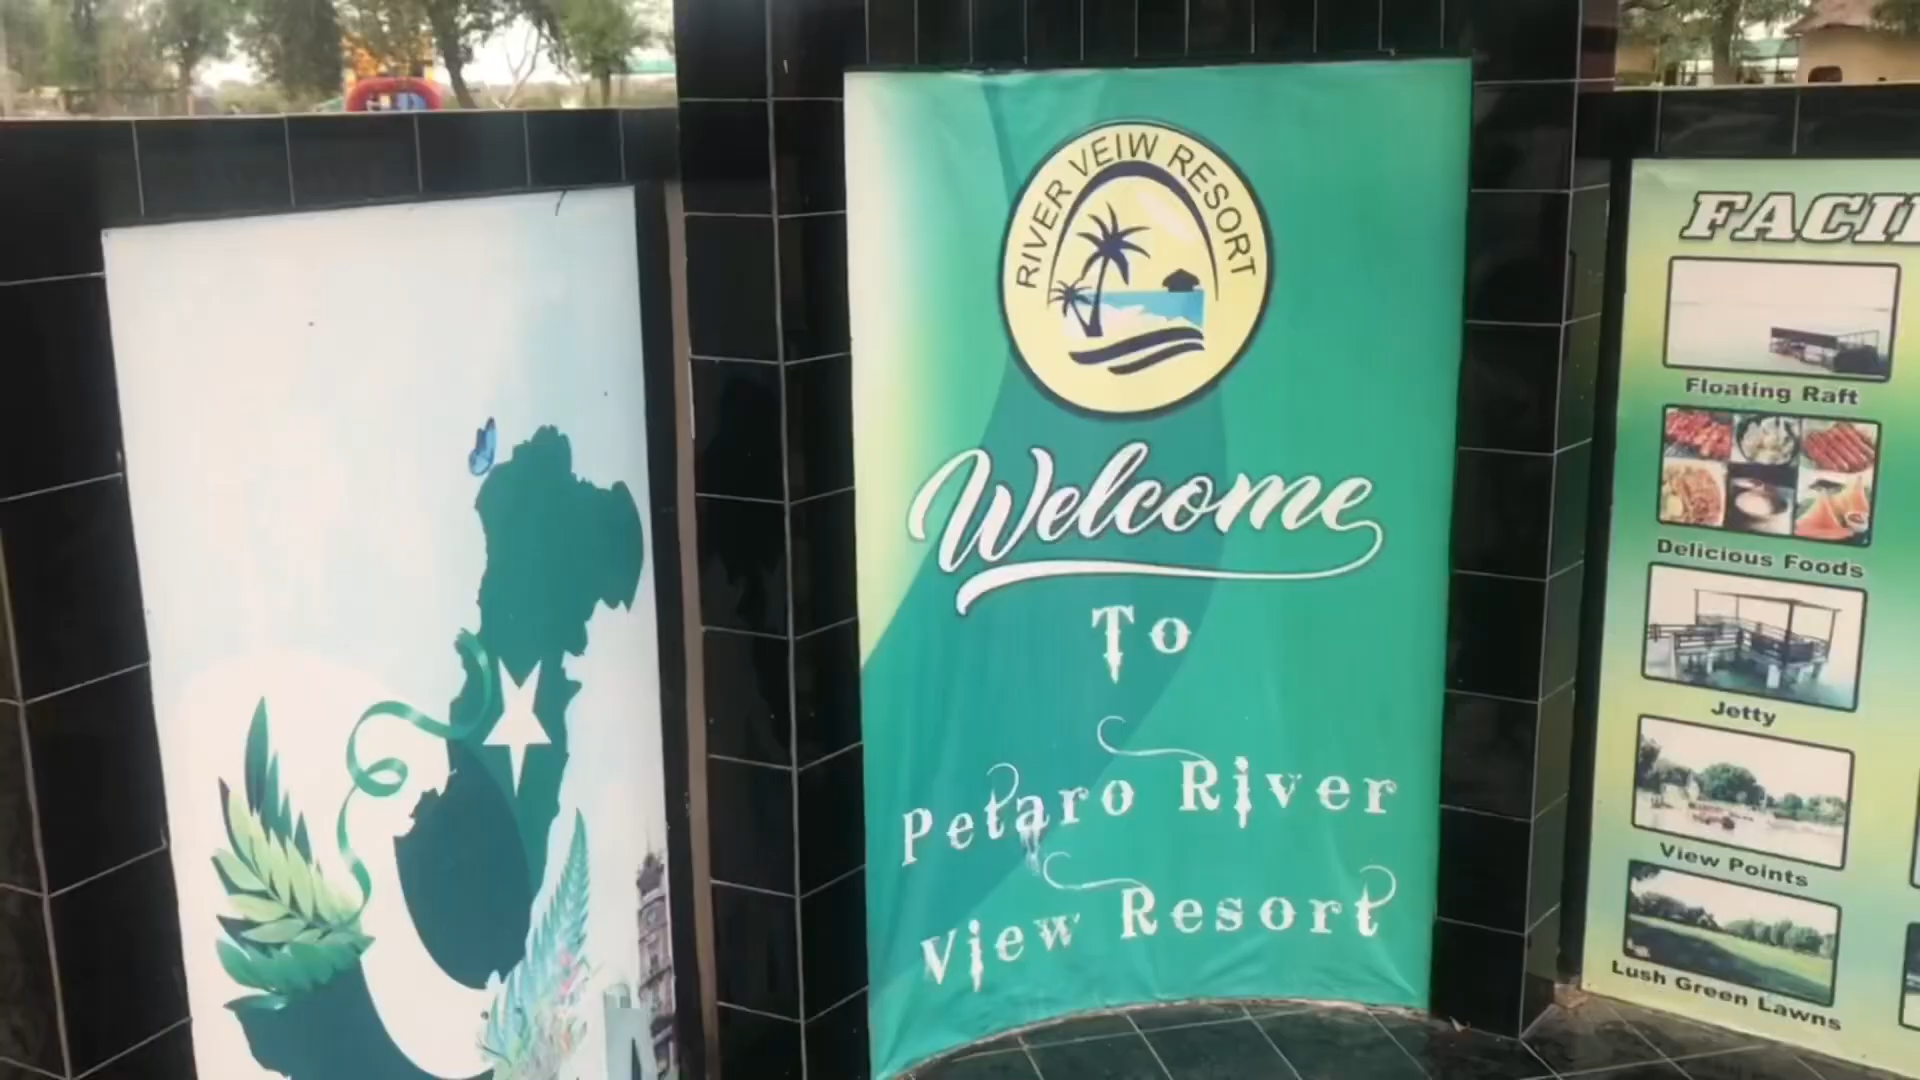 RIVER VEIW RESORT
Welcome
To
Petaro River
View Resort
Floating Raft
Delicious Foods
Jetty
View Points
Lush Green Lawns